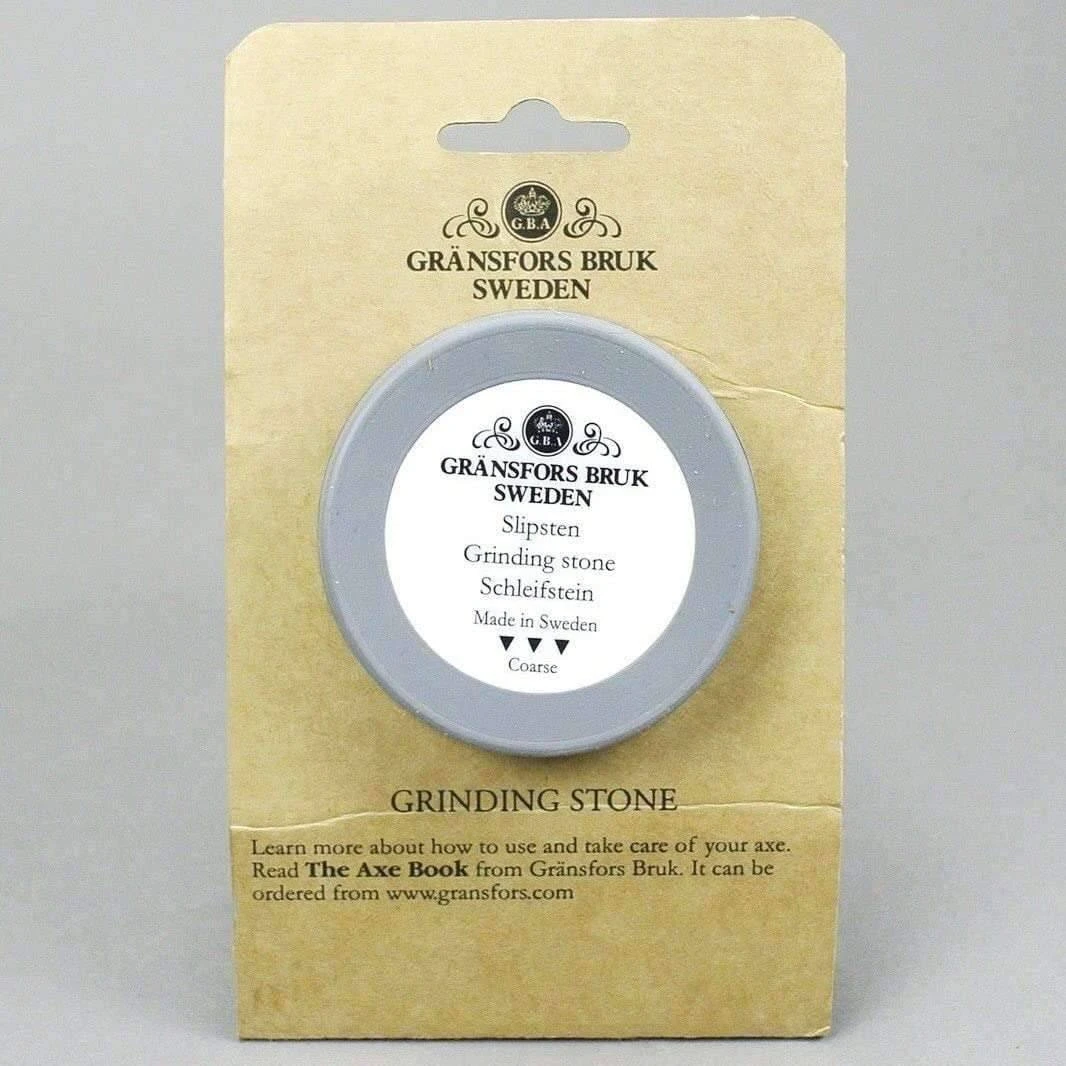 G.B.A
GRÄNSFORS BRUK
SWEDEN
G.B.A
GRÄNSFORS BRUK
SWEDEN
Slipsten
Grinding stone
Schleifstein
Made in Sweden
▼ ▼ ▼
Coarse
GRINDING STONE
Learn more about how to use and take care of your axe.
Read The Axe Book from Gränsfors Bruk. It can be
ordered from www.gransfors.com